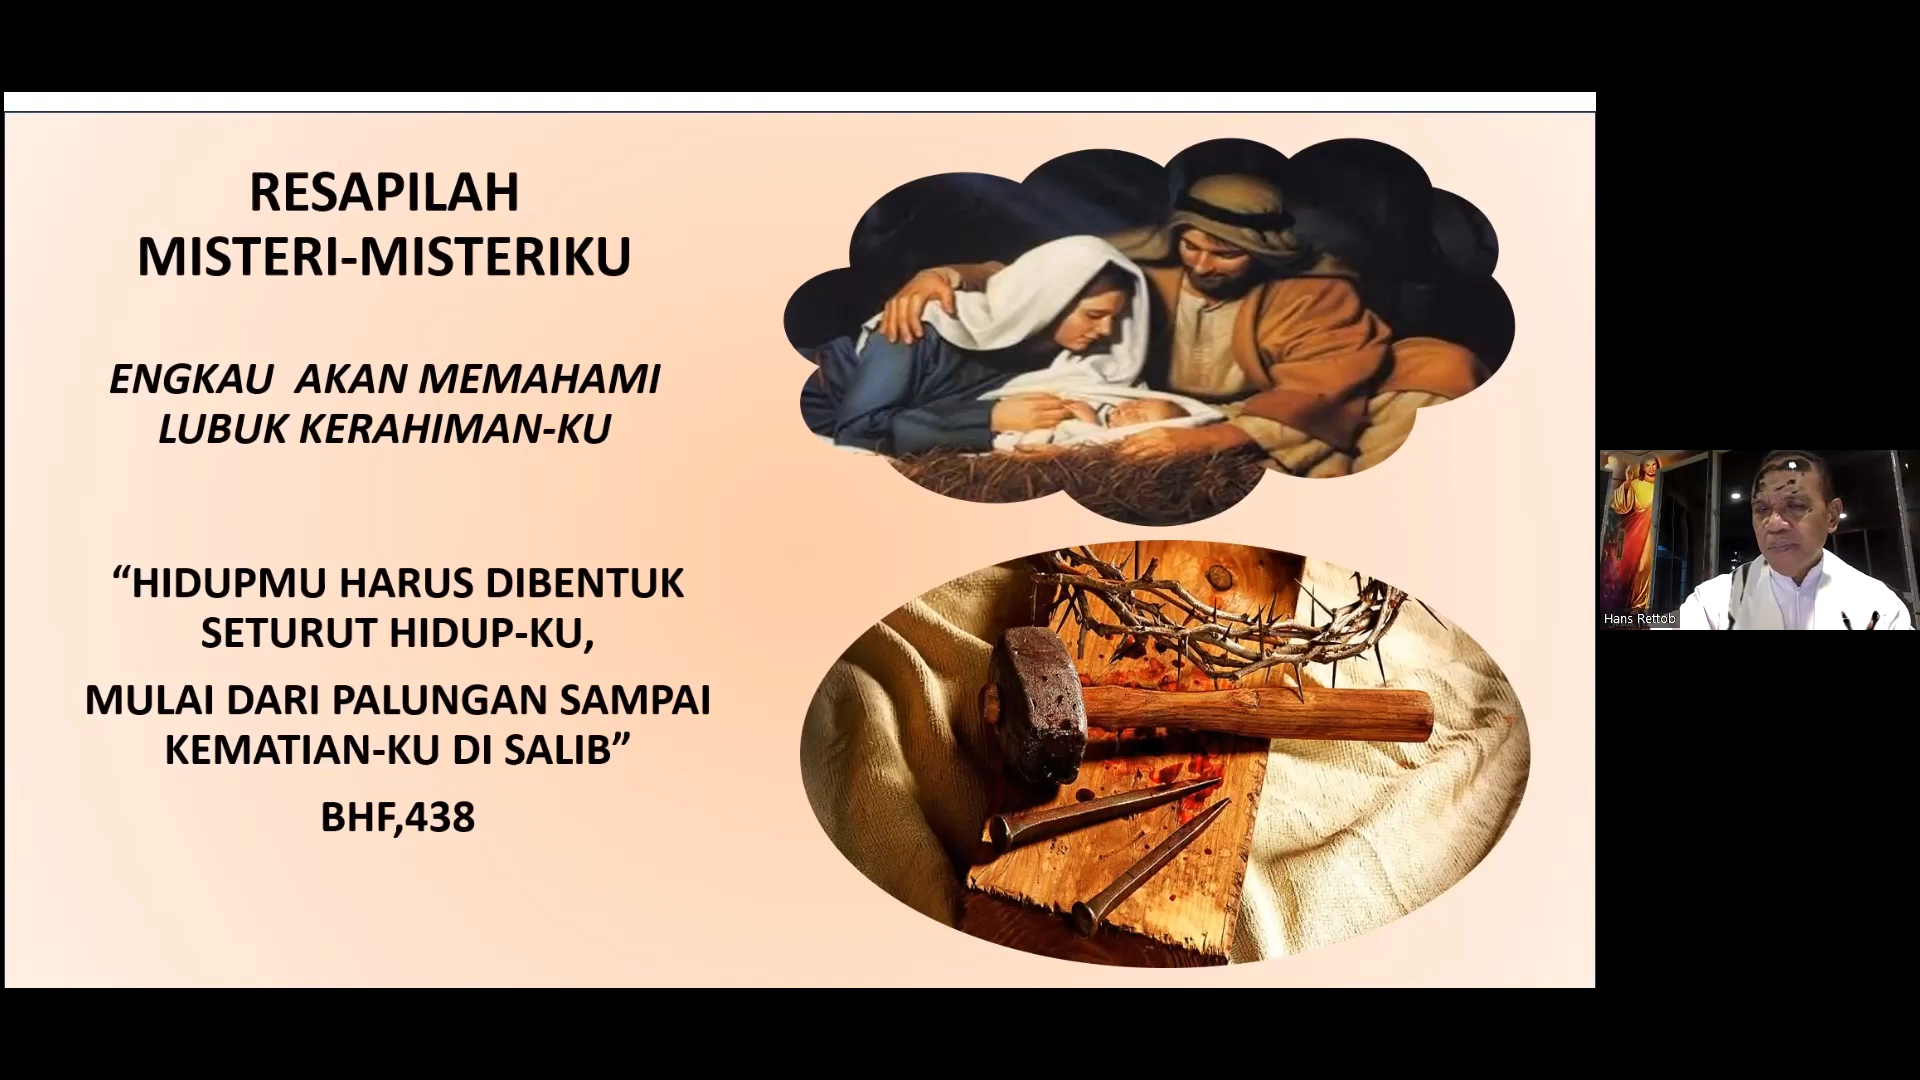 RESAPILAH
MISTERI-MISTERIKU
ENGKAU AKAN MEMAHAMI
LUBUK KERAHIMAN-KU
“HIDUPMU HARUS DIBENTUK
SETURUT HIDUP-KU,
MULAI DARI PALUNGAN SAMPAI
KEMATIAN-KU DI SALIB”
BHF,438
Hans Rettob